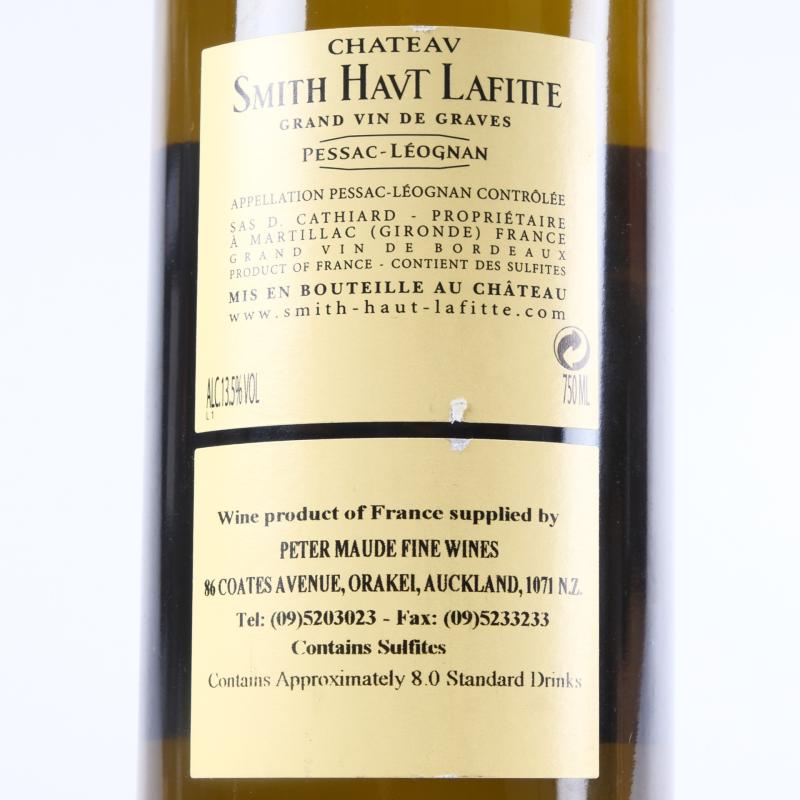 CHATEAV
SMITH HAVT LAFITTE
GRAND VIN DE GRAVES
PESSAC-LÉOGNAN
APPELLATION PESSAC-LÉOGNAN CONTRÔLÉE
SAS D. CATHIARD - PROPRIÉTAIRE
À MARTILLAC (GIRONDE) FRANCE
GRAND VIN DE BORDEAUX
PRODUCT OF FRANCE - CONTIENT DES SULFITES
MIS EN BOUTEILLE AU CHÂTEAU
www.smith-haut-lafitte.com
ALC.13.5% VOL
750 ML
L 1
Wine product of France supplied by
PETER MAUDE FINE WINES
86 COATES AVENUE, ORAKEI, AUCKLAND, 1071 N.Z.
Tel: (09)5203023 - Fax: (09)5233233
Contains Sulfites
Contains Approximately 8.0 Standard Drinks